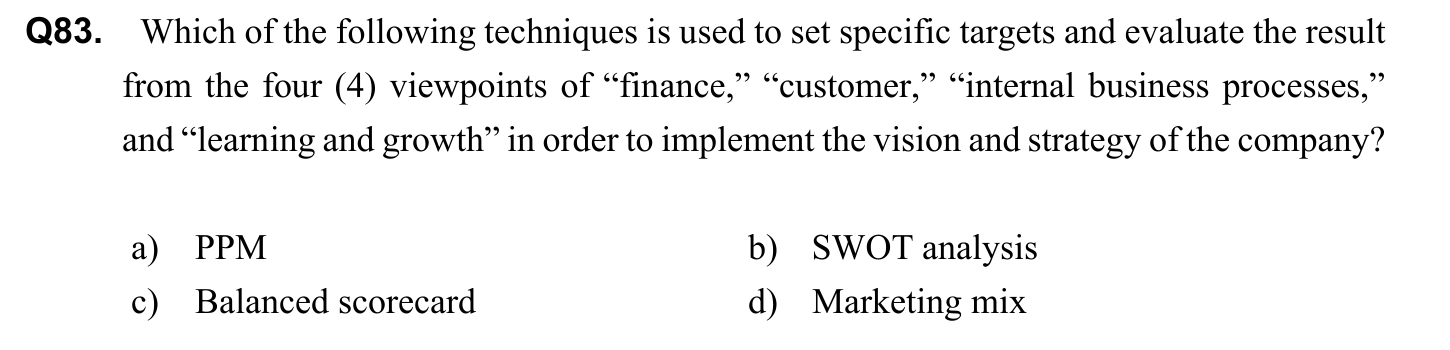 Q83. Which of the following techniques is used to set specific targets and evaluate the result
from the four (4) viewpoints of “finance,” “customer,” “internal business processes,”
and “learning and growth” in order to implement the vision and strategy of the company?
a) PPM b) SWOT analysis
c) Balanced scorecard d) Marketing mix